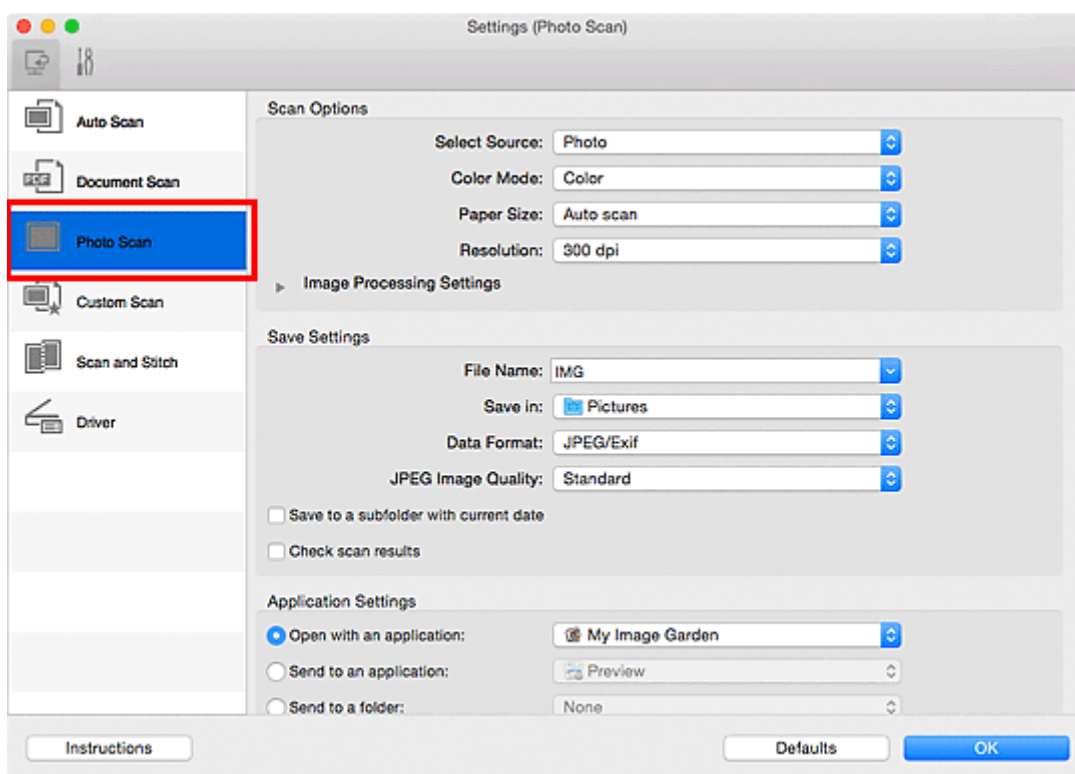 Settings (Photo Scan)
Auto Scan
Document Scan
Photo Scan
Custom Scan
Scan and Stitch
Driver
Scan Options
Select Source: Photo
Color Mode: Color
Paper Size: Auto scan
Resolution: 300 dpi
Image Processing Settings
Save Settings
File Name: IMG
Save in: Pictures
Data Format: JPEG/Exif
JPEG Image Quality: Standard
Save to a subfolder with current date
Check scan results
Application Settings
Open with an application: My Image Garden
Send to an application: Preview
Send to a folder: None
Instructions Defaults OK